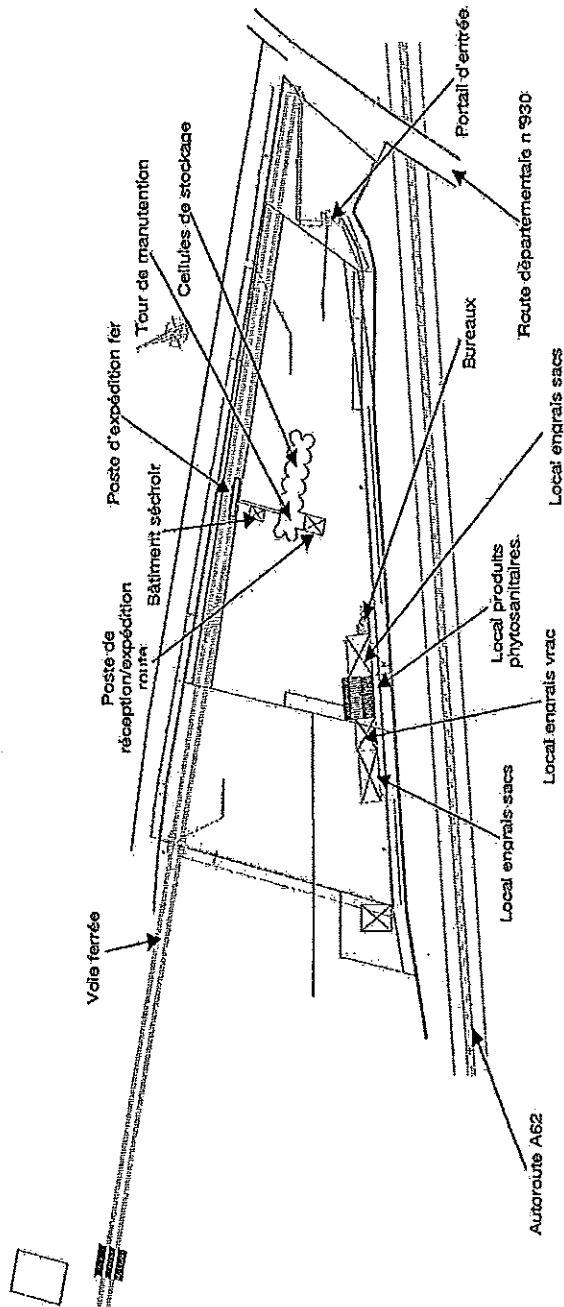 Voie ferrée
Poste de
réception/expédition
route
Bâtiment séchoir
Poste d'expédition fer
Tour de manutention
Cellules de stockage
Portail d'entrée
Route départementale n°930
Bureaux
Local engrais sacs
Local produits
phytosanitaires.
Local engrais vrac
Local engrais sacs
Autoroute A62